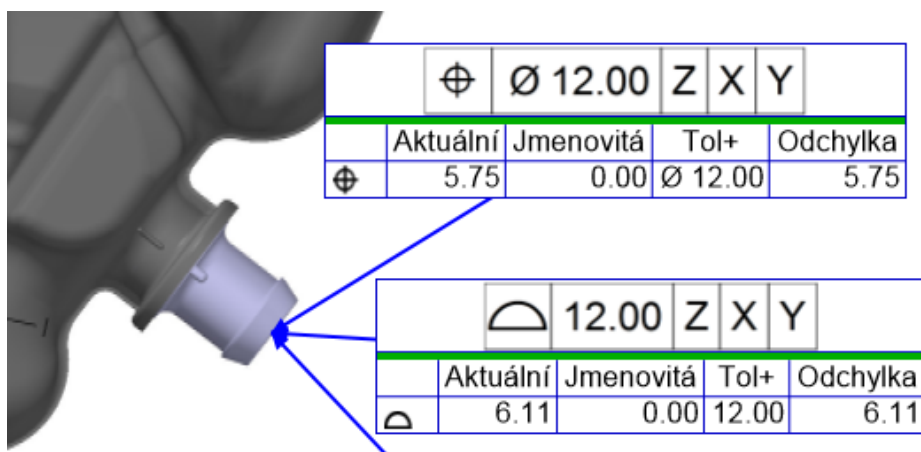 ⌖ Ø 12.00 Z X Y
Aktuální Jmenovitá Tol+ Odchylka
⌖ 5.75 0.00 Ø 12.00 5.75
⌓ 12.00 Z X Y
Aktuální Jmenovitá Tol+ Odchylka
⌓ 6.11 0.00 12.00 6.11